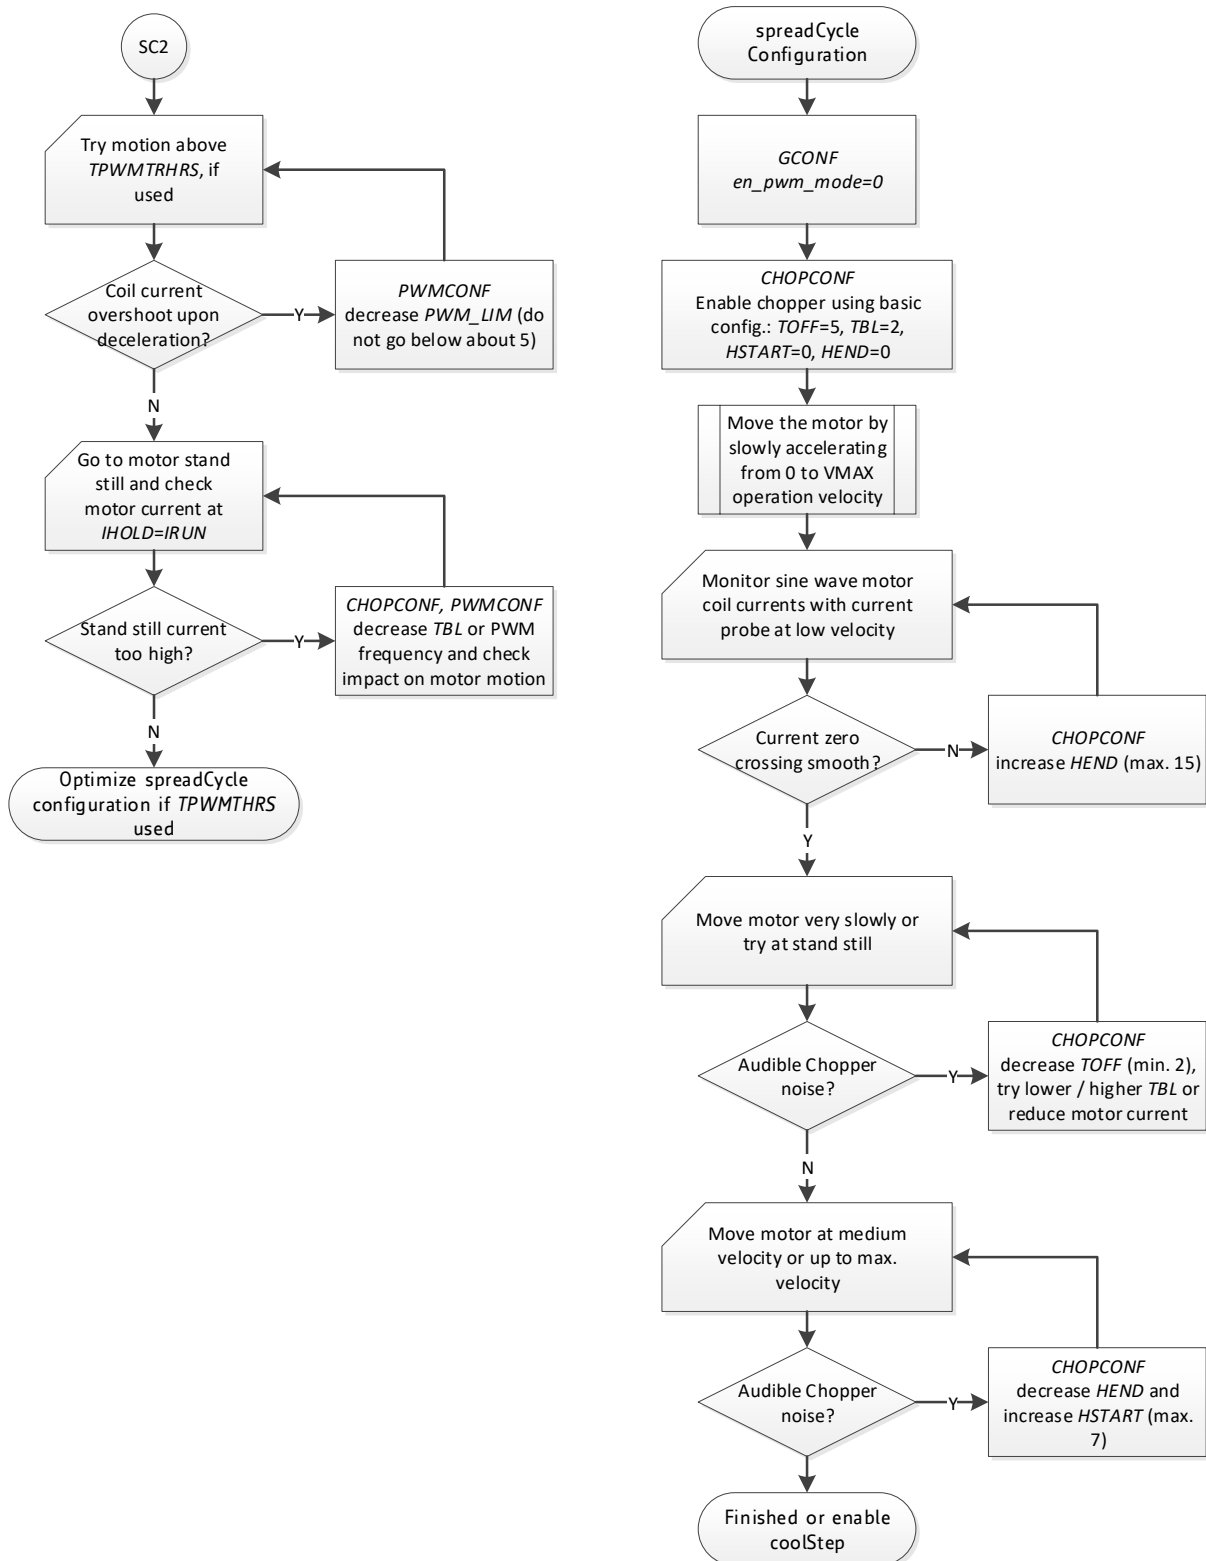 SC2
Try motion above
TPWMTRHRS, if
used
Coil current
overshoot upon
deceleration?
Y
PWMCONF
decrease PWM_LIM (do
not go below about 5)
N
Go to motor stand
still and check
motor current at
IHOLD=IRUN
Stand still current
too high?
Y
CHOPCONF, PWMCONF
decrease TBL or PWM
frequency and check
impact on motor motion
N
Optimize spreadCycle
configuration if TPWMTHRS
used
spreadCycle
Configuration
GCONF
en_pwm_mode=0
CHOPCONF
Enable chopper using basic
config.: TOFF=5, TBL=2,
HSTART=0, HEND=0
Move the motor by
slowly accelerating
from 0 to VMAX
operation velocity
Monitor sine wave motor
coil currents with current
probe at low velocity
Current zero
crossing smooth?
N
CHOPCONF
increase HEND (max. 15)
Y
Move motor very slowly or
try at stand still
Audible Chopper
noise?
Y
CHOPCONF
decrease TOFF (min. 2),
try lower / higher TBL or
reduce motor current
N
Move motor at medium
velocity or up to max.
velocity
Audible Chopper
noise?
Y
CHOPCONF
decrease HEND and
increase HSTART (max.
7)
Finished or enable
coolStep